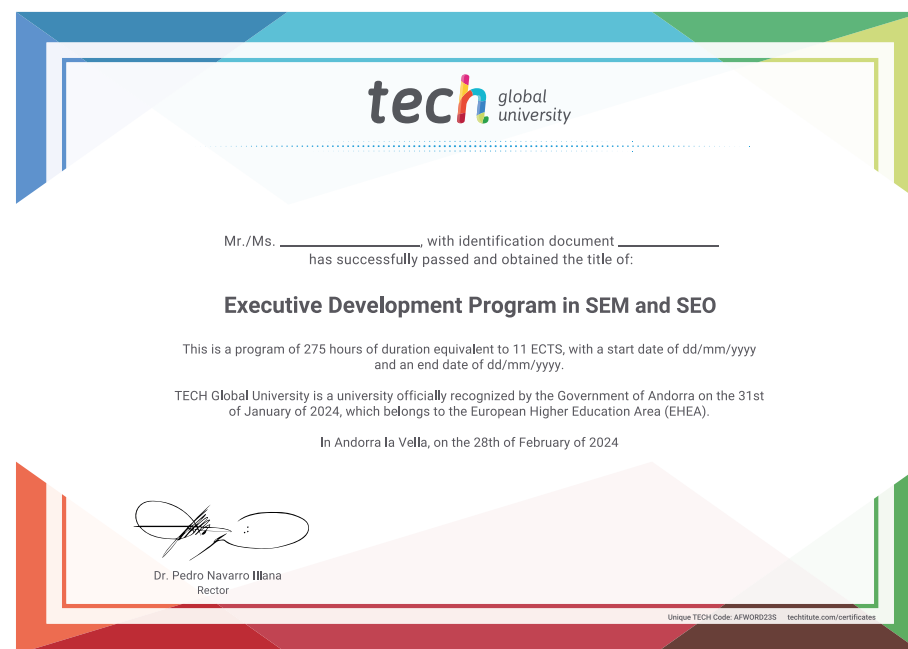 tech global university
Mr./Ms. ____________, with identification document ____________
has successfully passed and obtained the title of:
Executive Development Program in SEM and SEO
This is a program of 275 hours of duration equivalent to 11 ECTS, with a start date of dd/mm/yyyy
and an end date of dd/mm/yyyy.
TECH Global University is a university officially recognized by the Government of Andorra on the 31st
of January of 2024, which belongs to the European Higher Education Area (EHEA).
In Andorra la Vella, on the 28th of February of 2024
Dr. Pedro Navarro Illana
Rector
Unique TECH Code: AFWORD23S techtitute.com/certificates